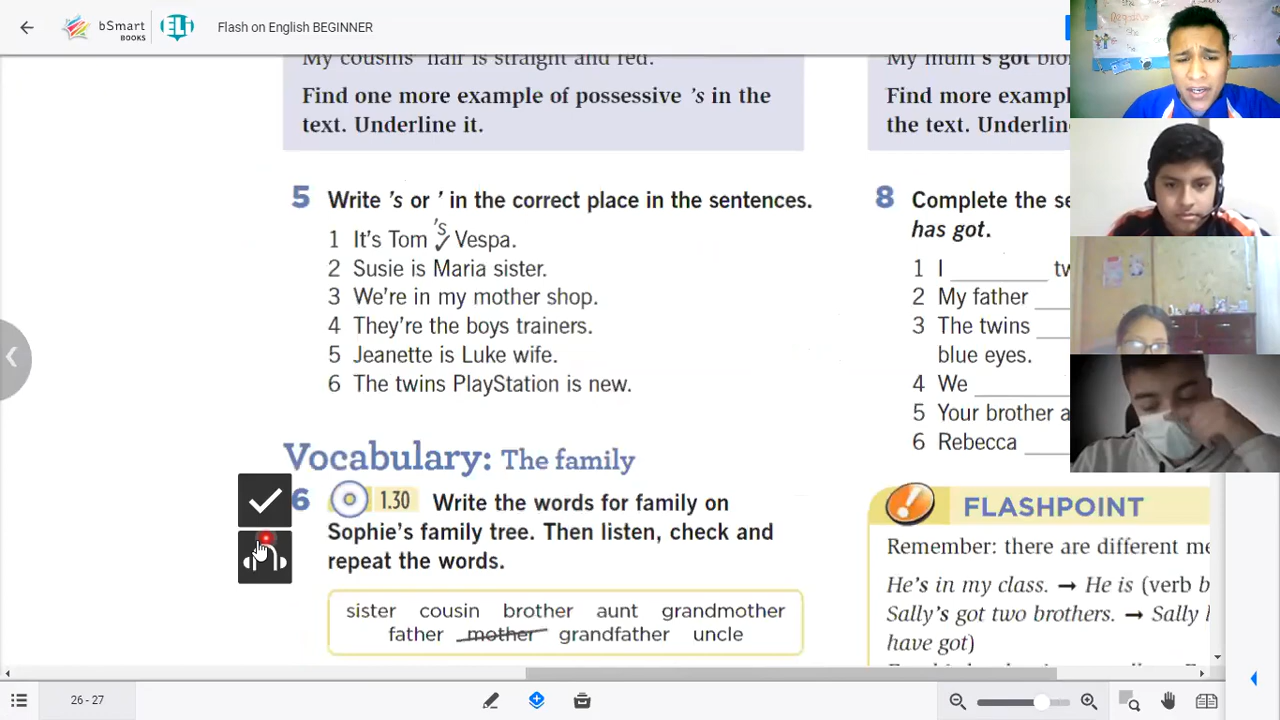 bSmart
BOOKS
ELi
Flash on English BEGINNER
My cousins' hair is straight and red.
Find one more example of possessive 's in the
text. Underline it.
5 Write 's or ' in the correct place in the sentences.
's
1 It's Tom ✓ Vespa.
2 Susie is Maria sister.
3 We're in my mother shop.
4 They're the boys trainers.
5 Jeanette is Luke wife.
6 The twins PlayStation is new.
Vocabulary: The family
6 1.30 Write the words for family on
Sophie's family tree. Then listen, check and
repeat the words.
sister cousin brother aunt grandmother
father mother grandfather uncle
My mum's got
Find more
the text.
8 Complete the
has got.
1 I ________
2 My father
3 The twins
blue eyes.
4 We
5 Your brother
6 Rebecca
FLASHPOINT
Remember: there are different
He's in my class. → He is (verb
Sally's got two brothers. → Sally
have got)
26 - 27